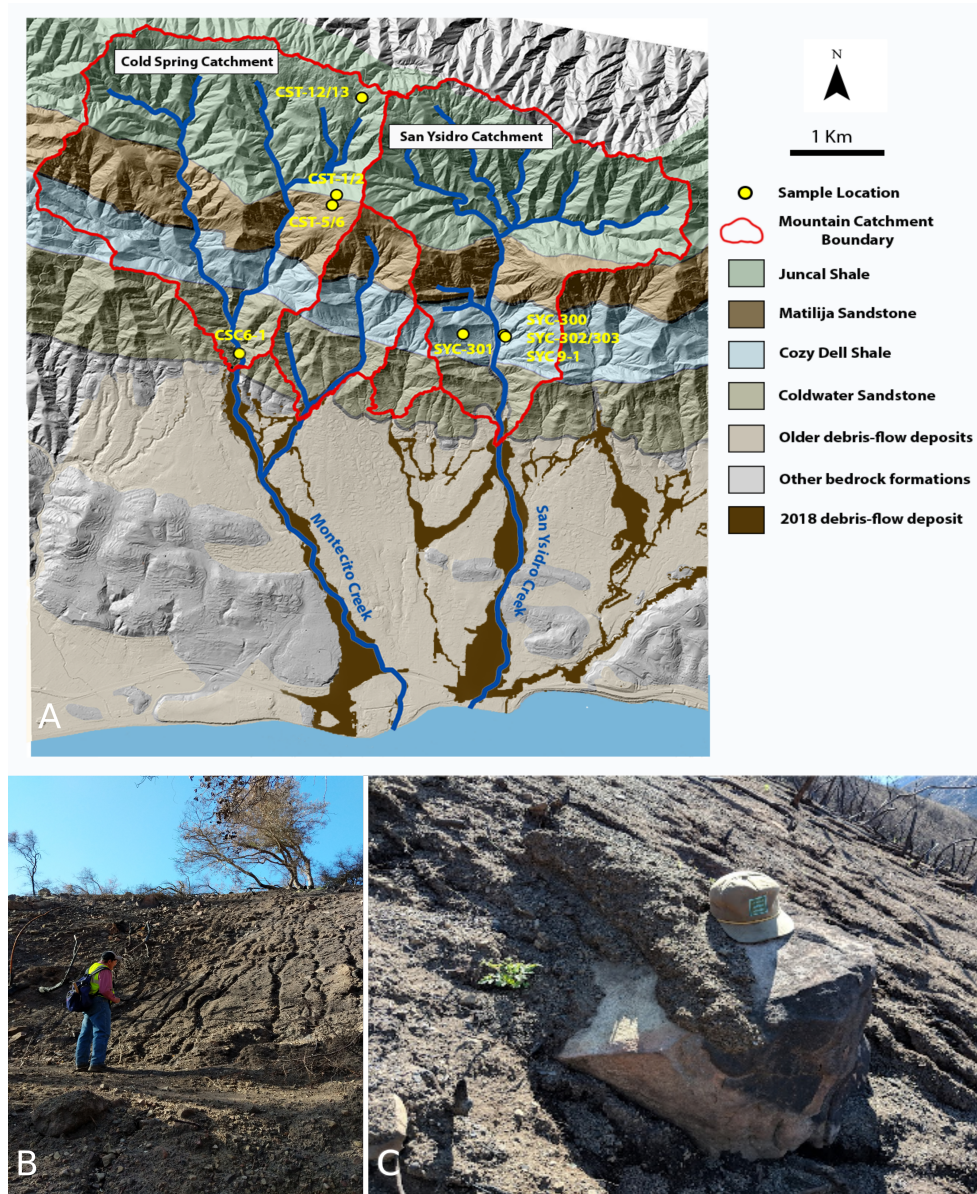 Cold Spring Catchment
CST-12/13
San Ysidro Catchment
CST-1/2
CST-5/6
CSC6-1
SYC-301
SYC-300
SYC-302/303
SYC 9-1
Montecito Creek
San Ysidro Creek
A
N
1 Km
Sample Location
Mountain Catchment
Boundary
Juncal Shale
Matilija Sandstone
Cozy Dell Shale
Coldwater Sandstone
Older debris-flow deposits
Other bedrock formations
2018 debris-flow deposit
B
C